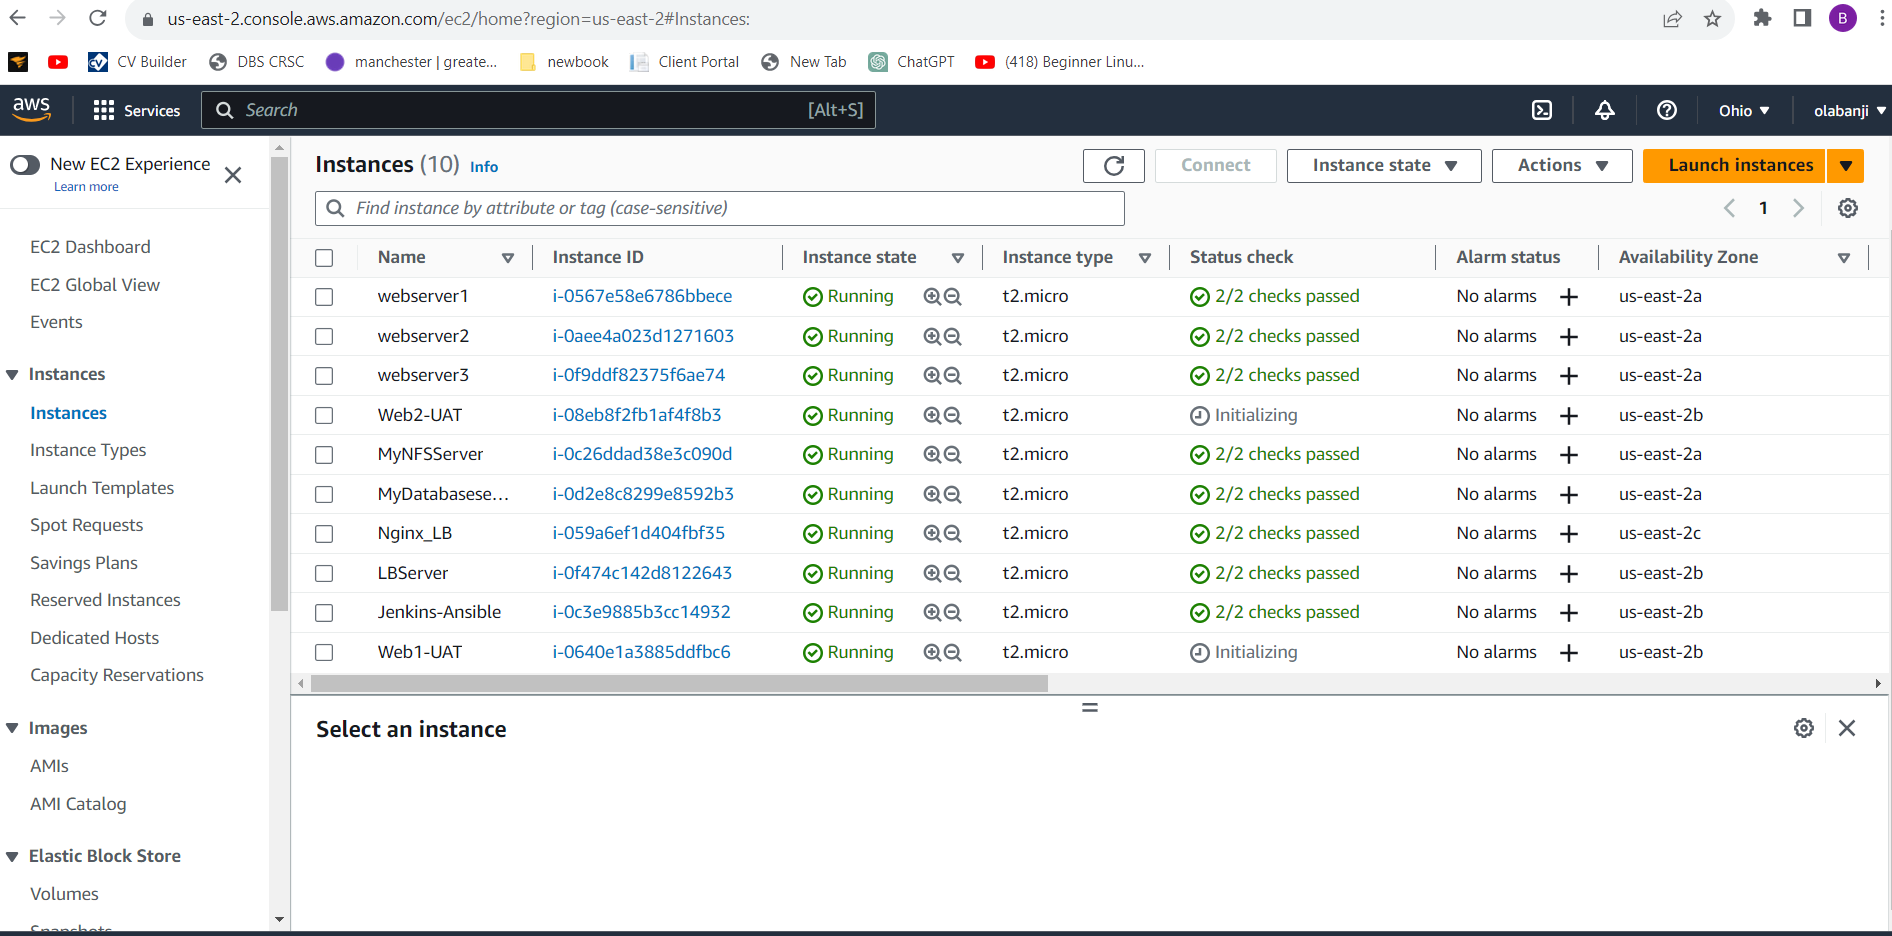 us-east-2.console.aws.amazon.com/ec2/home?region=us-east-2#Instances:
B
CV Builder DBS CRSC manchester | greate... newbook Client Portal New Tab ChatGPT (418) Beginner Linu...
aws Services Search [Alt+S] Ohio olabanji
New EC2 Experience
Learn more
EC2 Dashboard
EC2 Global View
Events
Instances
Instances
Instance Types
Launch Templates
Spot Requests
Savings Plans
Reserved Instances
Dedicated Hosts
Capacity Reservations
Images
AMIs
AMI Catalog
Elastic Block Store
Volumes
Snapshots
Instances (10) Info Connect Instance state Actions Launch instances
Find instance by attribute or tag (case-sensitive) 1
Name Instance ID Instance state Instance type Status check Alarm status Availability Zone
webserver1 i-0567e58e6786bbece Running t2.micro 2/2 checks passed No alarms us-east-2a
webserver2 i-0aee4a023d1271603 Running t2.micro 2/2 checks passed No alarms us-east-2a
webserver3 i-0f9ddf82375f6ae74 Running t2.micro 2/2 checks passed No alarms us-east-2a
Web2-UAT i-08eb8f2fb1af4f8b3 Running t2.micro Initializing No alarms us-east-2b
MyNFSServer i-0c26ddad38e3c090d Running t2.micro 2/2 checks passed No alarms us-east-2a
MyDatabasese... i-0d2e8c8299e8592b3 Running t2.micro 2/2 checks passed No alarms us-east-2a
Nginx_LB i-059a6ef1d404fbf35 Running t2.micro 2/2 checks passed No alarms us-east-2c
LBServer i-0f474c142d8122643 Running t2.micro 2/2 checks passed No alarms us-east-2b
Jenkins-Ansible i-0c3e9885b3cc14932 Running t2.micro 2/2 checks passed No alarms us-east-2b
Web1-UAT i-0640e1a3885ddfbc6 Running t2.micro Initializing No alarms us-east-2b
Select an instance